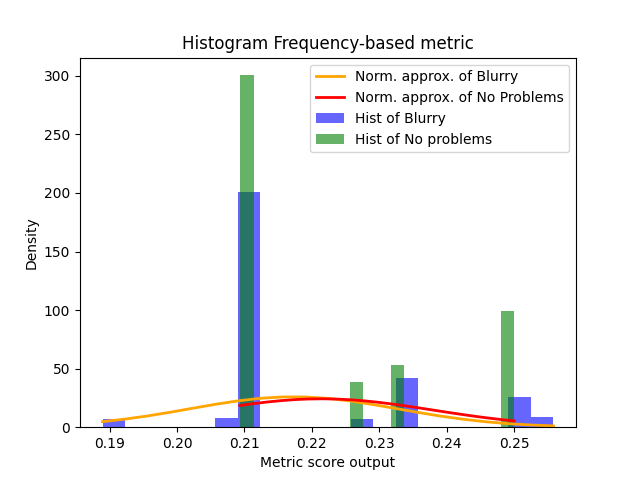 Histogram Frequency-based metric
Norm. approx. of Blurry
Norm. approx. of No Problems
Hist of Blurry
Hist of No problems
300
250
200
150
100
50
0
Density
0.19 0.20 0.21 0.22 0.23 0.24 0.25
Metric score output